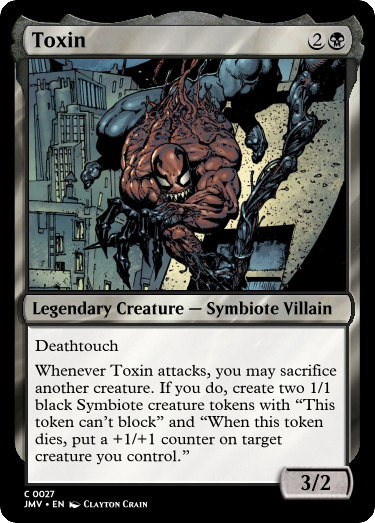 Toxin 2
Legendary Creature — Symbiote Villain
Deathtouch
Whenever Toxin attacks, you may sacrifice
another creature. If you do, create two 1/1
black Symbiote creature tokens with “This
token can’t block” and “When this token
dies, put a +1/+1 counter on target
creature you control.”
3/2
C 0027
JMV • EN Clayton Crain